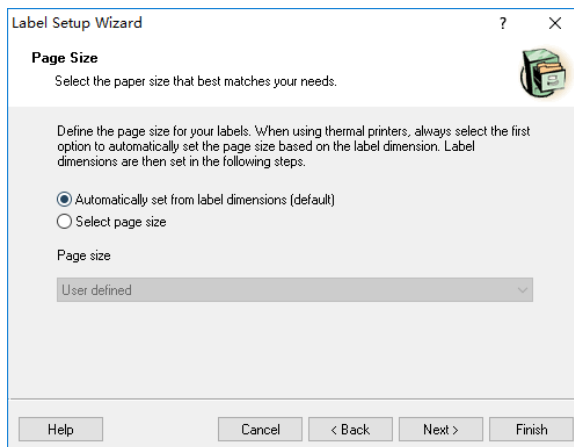 Label Setup Wizard
?
Page Size
Select the paper size that best matches your needs.
Define the page size for your labels. When using thermal printers, always select the first
option to automatically set the page size based on the label dimension. Label
dimensions are then set in the following steps.
Automatically set from label dimensions (default)
Select page size
Page size
User defined
Help
Cancel
< Back
Next >
Finish